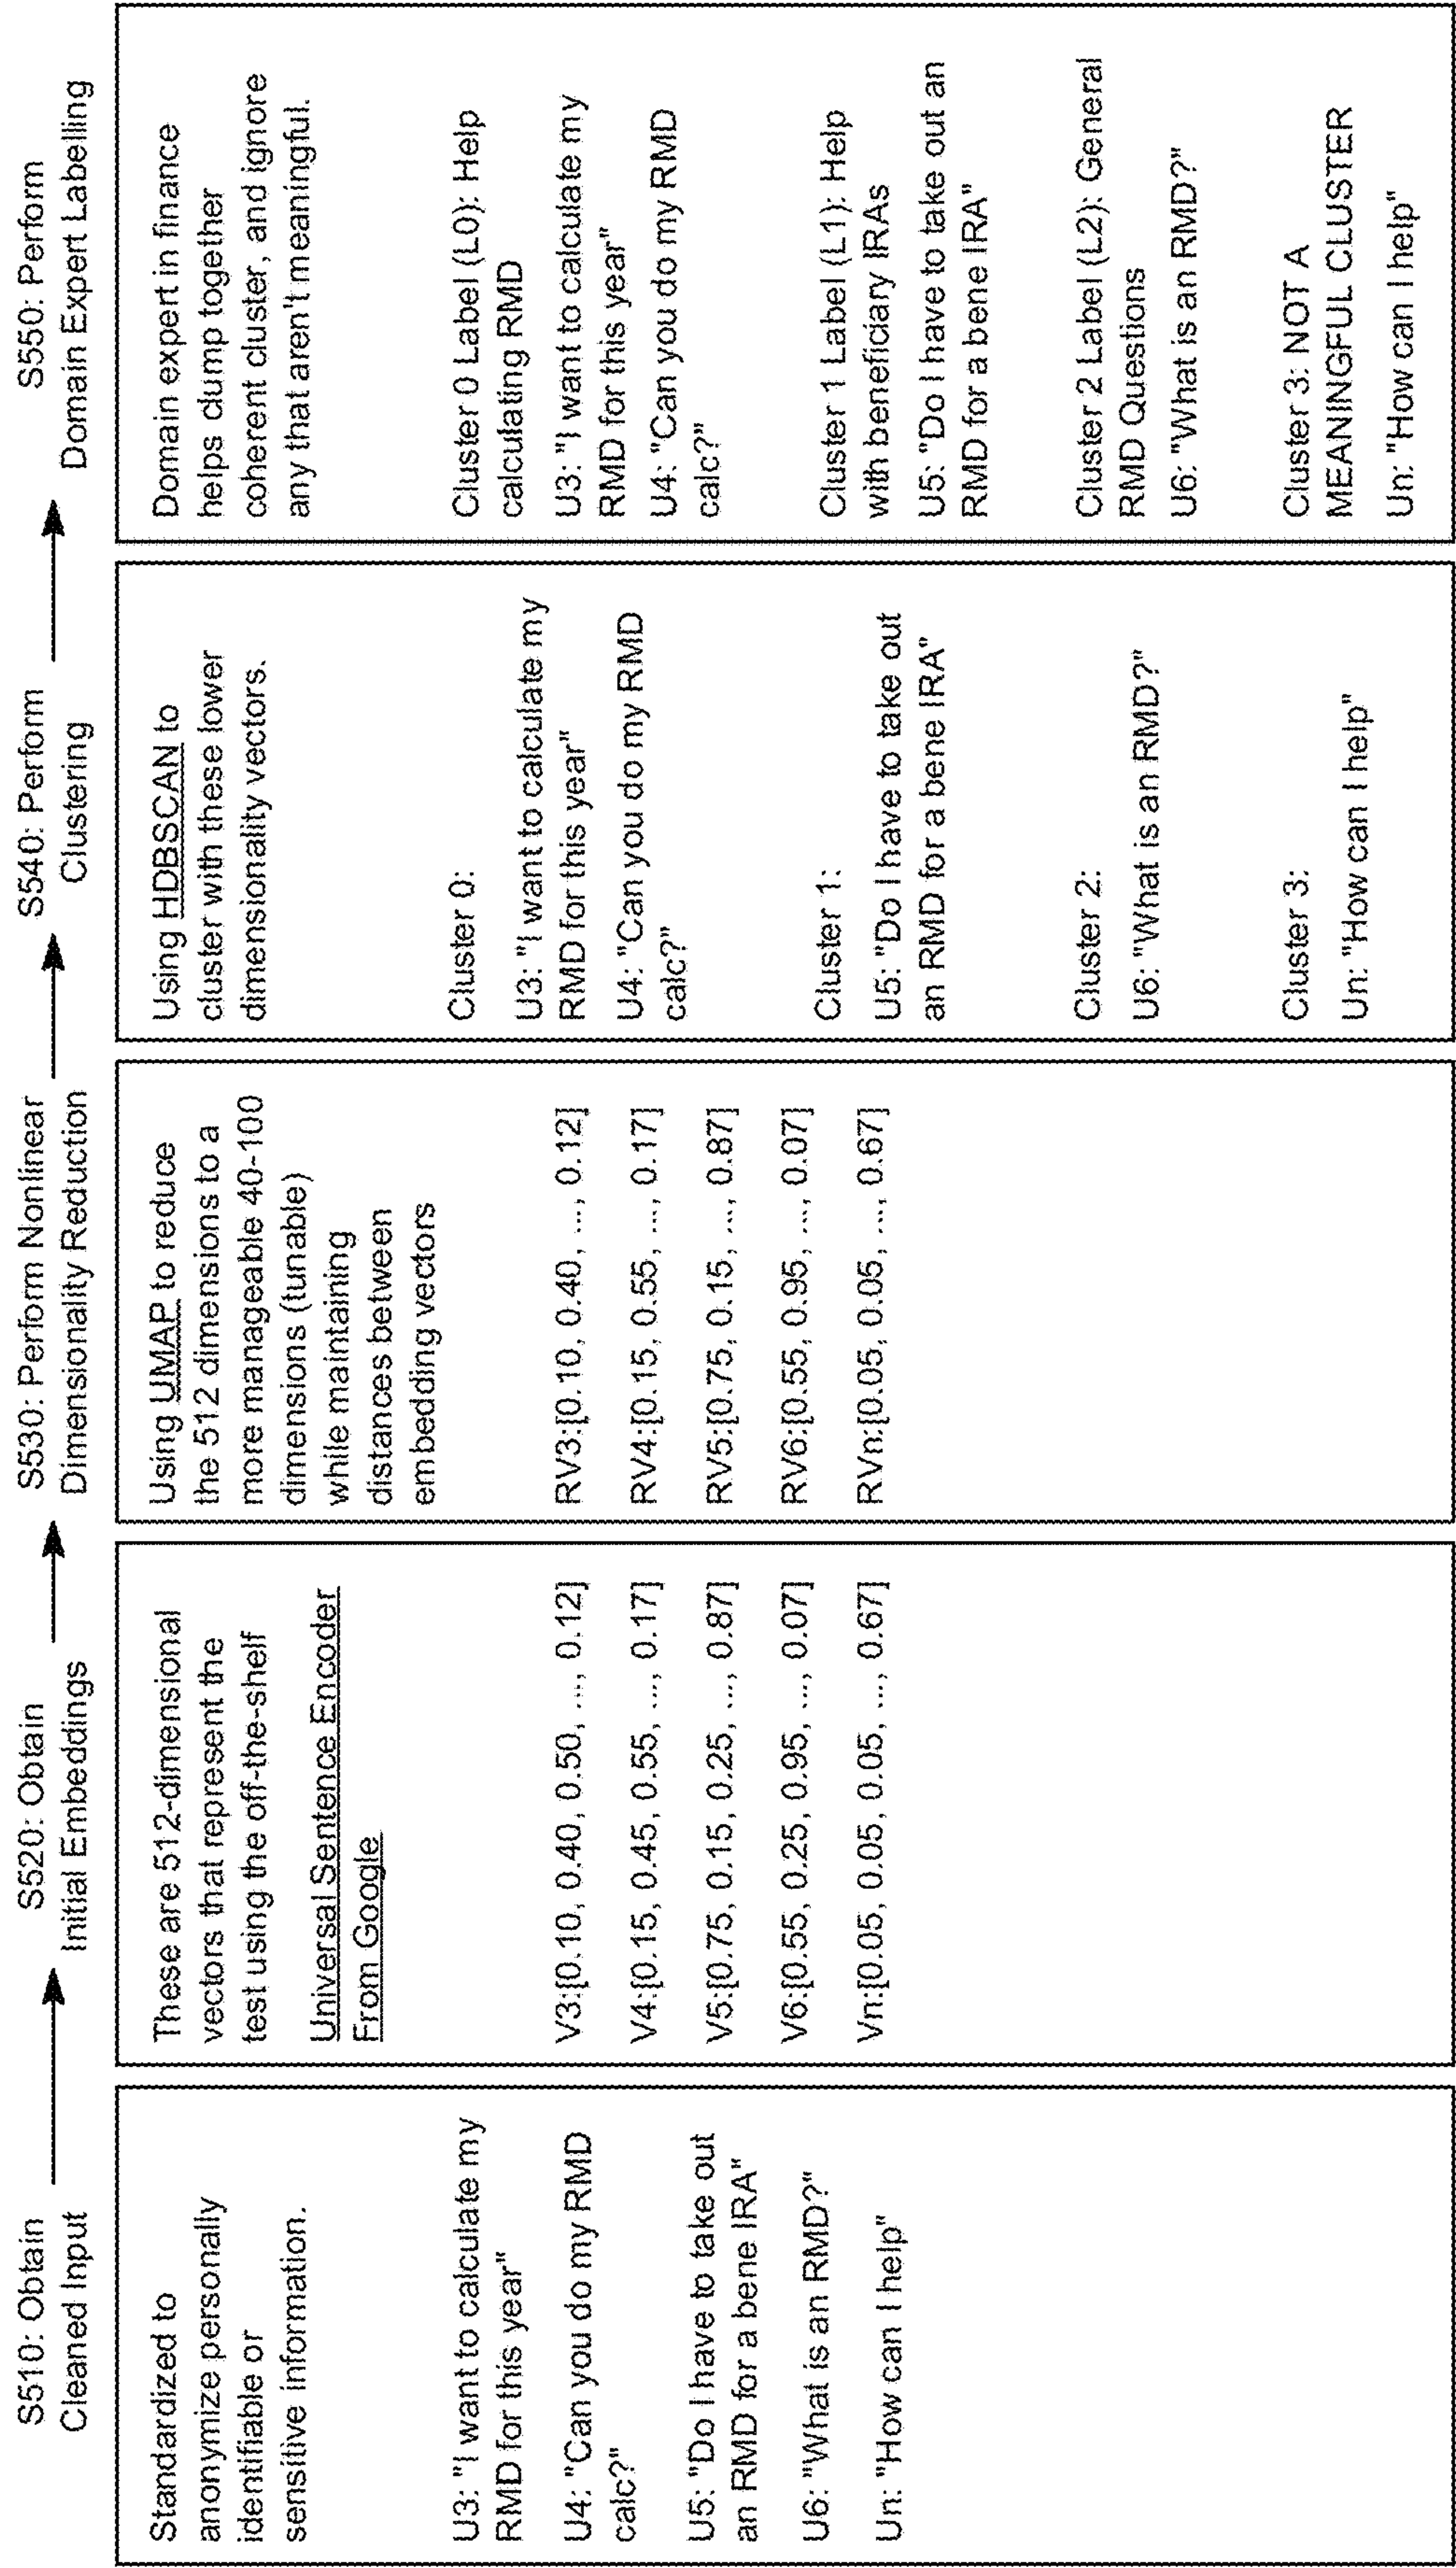 S510: Obtain
Cleaned Input
S520: Obtain
Initial Embeddings
S530: Perform Nonlinear
Dimensionality Reduction
S540: Perform
Clustering
S550: Perform
Domain Expert Labelling
Standardized to
anonymize personally
identifiable or
sensitive information.
U3: "I want to calculate my
RMD for this year"
U4: "Can you do my RMD
calc?"
U5: "Do I have to take out
an RMD for a bene IRA"
U6: "What is an RMD?"
Un: "How can I help"
These are 512-dimensional
vectors that represent the
test using the off-the-shelf
Universal Sentence Encoder
From Google
V3:[0.10, 0.40, 0.50, ..., 0.12]
V4:[0.15, 0.45, 0.55, ..., 0.17]
V5:[0.75, 0.15, 0.25, ..., 0.87]
V6:[0.55, 0.25, 0.95, ..., 0.07]
Vn:[0.05, 0.05, 0.05, ..., 0.67]
Using UMAP to reduce
the 512 dimensions to a
more manageable 40-100
dimensions (tunable)
while maintaining
distances between
embedding vectors
RV3:[0.10, 0.40, ..., 0.12]
RV4:[0.15, 0.55, ..., 0.17]
RV5:[0.75, 0.15, ..., 0.87]
RV6:[0.55, 0.95, ..., 0.07]
RVn:[0.05, 0.05, ..., 0.67]
Using HDBSCAN to
cluster with these lower
dimensionality vectors.
Cluster 0:
U3: "I want to calculate my
RMD for this year"
U4: "Can you do my RMD
calc?"
Cluster 1:
U5: "Do I have to take out
an RMD for a bene IRA"
Cluster 2:
U6: "What is an RMD?"
Cluster 3:
Un: "How can I help"
Domain expert in finance
helps dump together
coherent cluster, and ignore
any that aren't meaningful.
Cluster 0 Label (L0): Help
calculating RMD
U3: "I want to calculate my
RMD for this year"
U4: "Can you do my RMD
calc?"
Cluster 1 Label (L1): Help
with beneficiary IRAs
U5: "Do I have to take out an
RMD for a bene IRA"
Cluster 2 Label (L2): General
RMD Questions
U6: "What is an RMD?"
Cluster 3: NOT A
MEANINGFUL CLUSTER
Un: "How can I help"